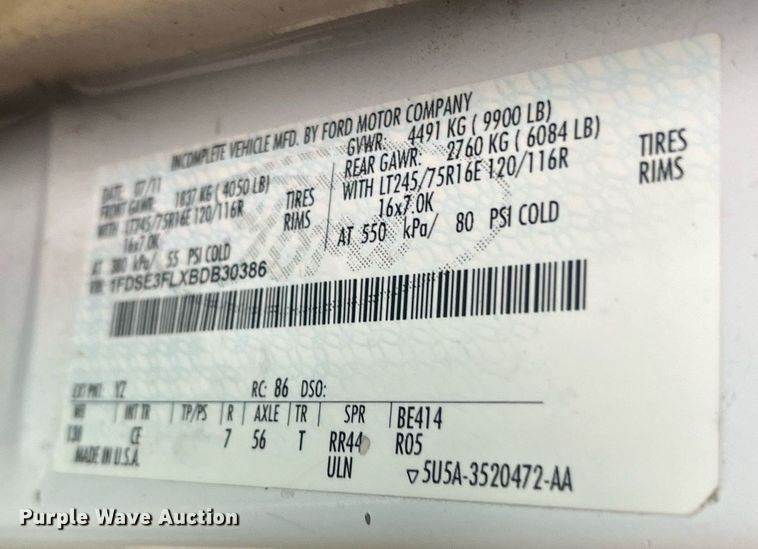 INCOMPLETE VEHICLE MFD. BY FORD MOTOR COMPANY
DATE: 07/11 GVWR: 4491 KG ( 9900 LB)
FRONT GAWR: 1837 KG ( 4050 LB) REAR GAWR: 2760 KG ( 6084 LB)
WITH LT245/75R16E 120/116R TIRES WITH LT245/75R16E 120/116R TIRES
16x7.0K RIMS 16x7.0K RIMS
AT 380 kPa/ 55 PSI COLD AT 550 kPa/ 80 PSI COLD
VIN: 1FDSE3FLXBDB30386
EXT PNT: YZ RC: 86 DSO:
WB INT TR TP/PS R AXLE TR SPR BE414
138 CE 7 56 T RR44 R05
MADE IN U.S.A. ULN ▽5U5A-3520472-AA
Purple Wave Auction